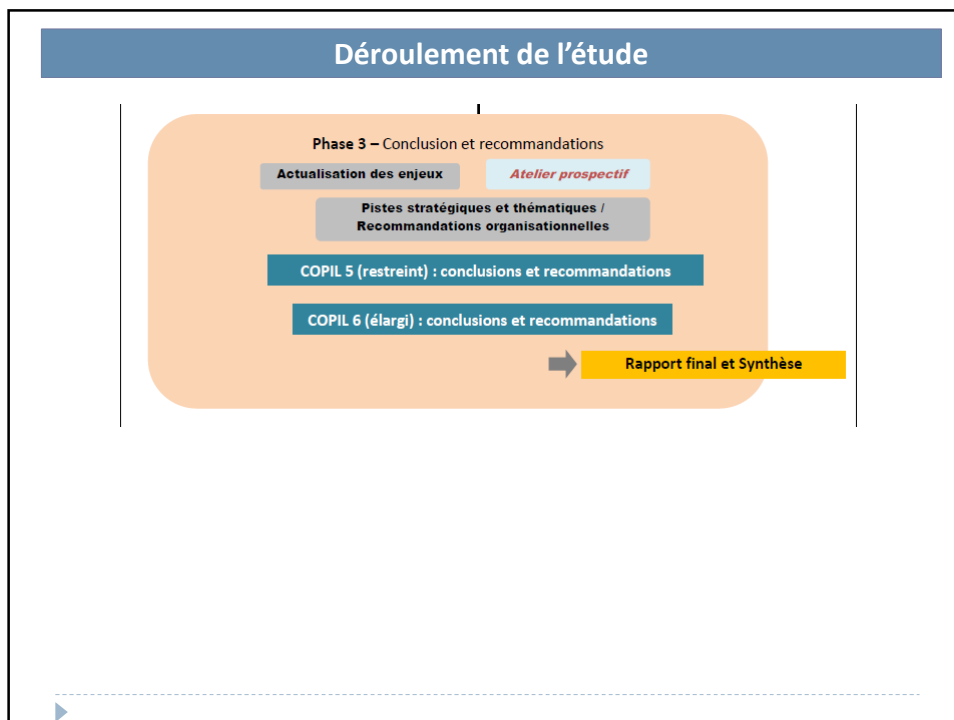 Déroulement de l’étude
Phase 3 – Conclusion et recommandations
Actualisation des enjeux
Atelier prospectif
Pistes stratégiques et thématiques /
Recommandations organisationnelles
COPIL 5 (restreint) : conclusions et recommandations
COPIL 6 (élargi) : conclusions et recommandations
Rapport final et Synthèse